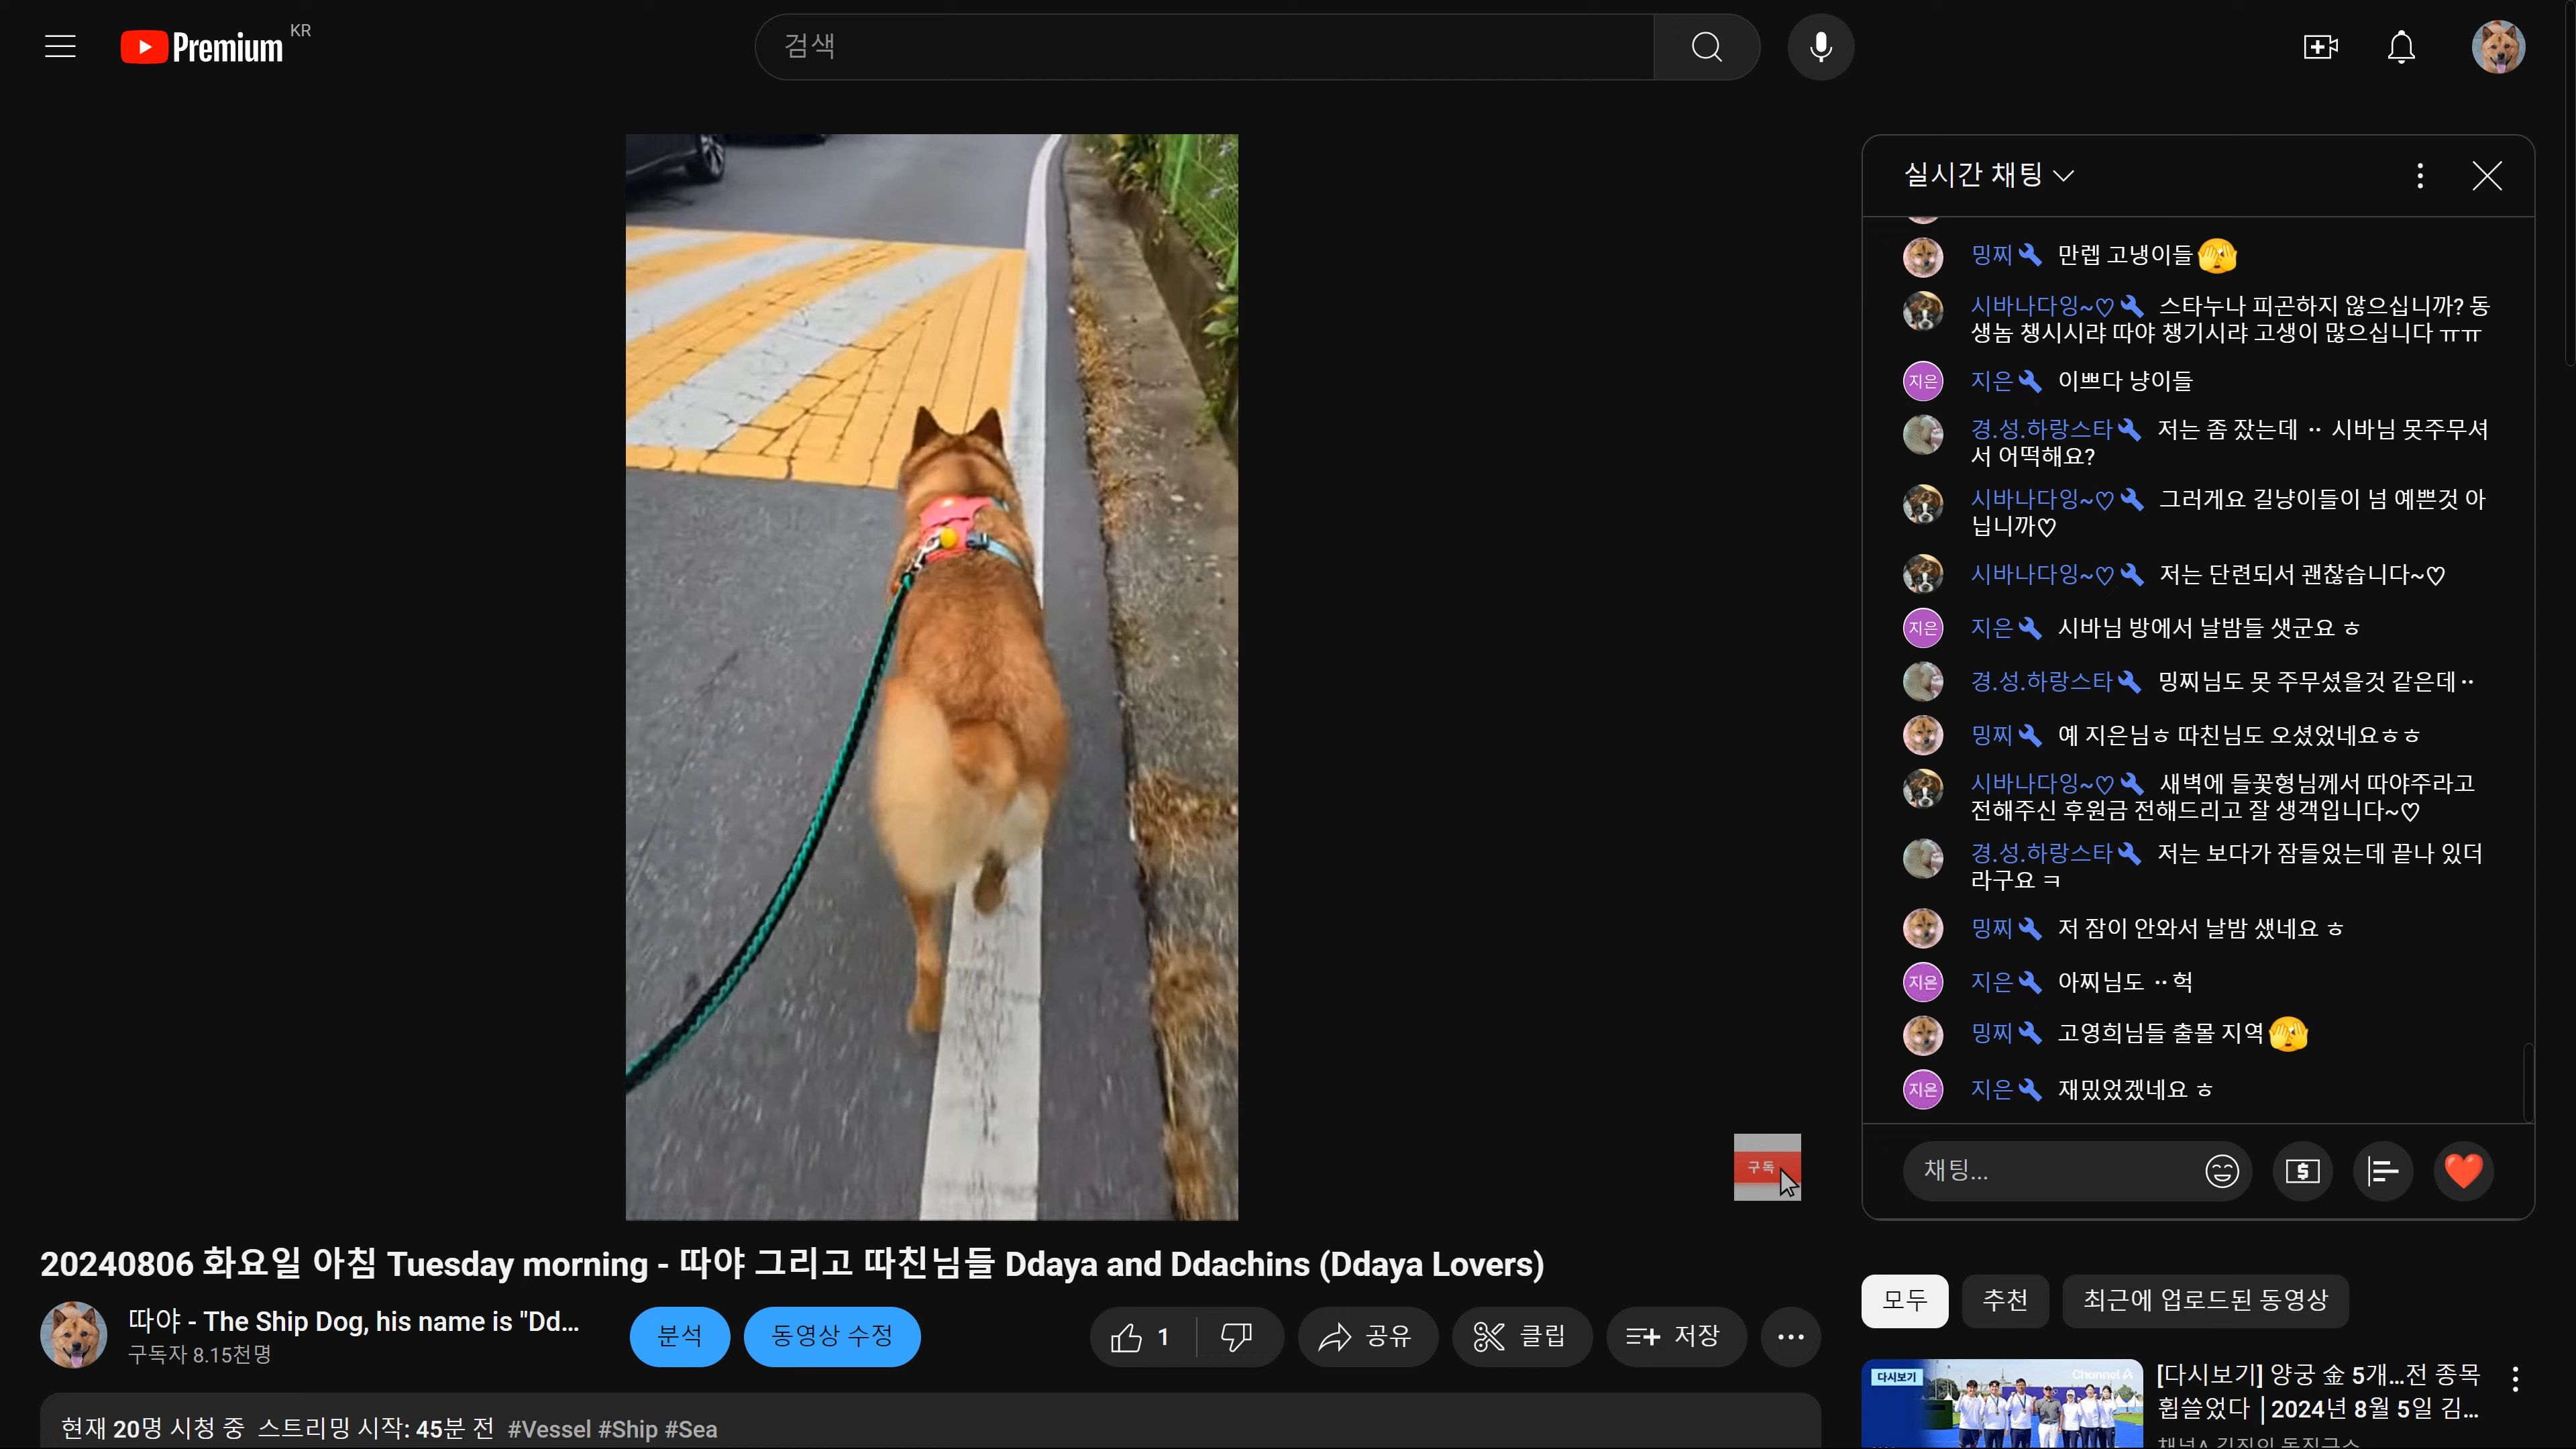 Premium KR
검색
실시간 채팅
밍찌 만렙 고냉이들
시바나다잉~♡ 스타누나 피곤하지 않으십니까? 동
생놈 챙시시랴 따야 챙기시랴 고생이 많으십니다 ㅠㅠ
지은 지은 이쁘다 냥이들
경.성.하랑스타 저는 좀 잤는데 ·· 시바님 못주무셔
서 어떡해요?
시바나다잉~♡ 그러게요 길냥이들이 넘 예쁜것 아
닙니까♡
시바나다잉~♡ 저는 단련되서 괜찮습니다~♡
지은 지은 시바님 방에서 날밤들 샛군요 ㅎ
경.성.하랑스타 밍찌님도 못 주무셨을것 같은데··
밍찌 예 지은님ㅎ 따친님도 오셨었네요ㅎㅎ
시바나다잉~♡ 새벽에 들꽃형님께서 따야주라고
전해주신 후원금 전해드리고 잘 생객입니다~♡
경.성.하랑스타 저는 보다가 잠들었는데 끝나 있더
라구요 ㅋ
밍찌 저 잠이 안와서 날밤 샜네요 ㅎ
지은 지은 아찌님도 ··헉
밍찌 고영희님들 출몰 지역
지은 지은 재밌었겠네요 ㅎ
구독
채팅...
20240806 화요일 아침 Tuesday morning - 따야 그리고 따친님들 Ddaya and Ddachins (Ddaya Lovers)
따야 - The Ship Dog, his name is "Dd...
구독자 8.15천명
분석
동영상 수정
1
공유
클립
저장
현재 20명 시청 중 스트리밍 시작: 45분 전 #Vessel #Ship #Sea
모두
추천
최근에 업로드된 동영상
다시보기
Channel A
[다시보기] 양궁 金 5개...전 종목
휩쓸었다 | 2024년 8월 5일 김...